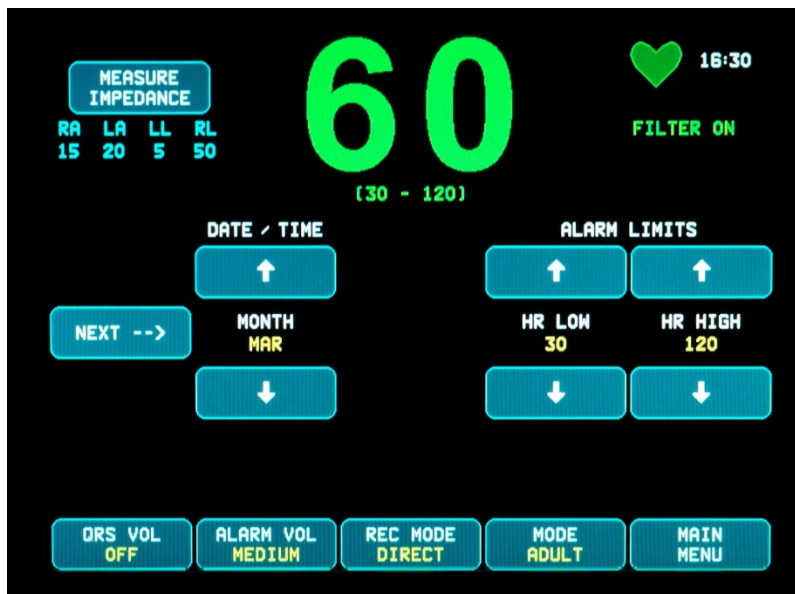 MEASURE
IMPEDANCE
RA LA LL RL
15 20 5 50
60
(30 - 120)
16:30
FILTER ON
DATE / TIME
ALARM LIMITS
NEXT -->
MONTH
MAR
HR LOW
30
HR HIGH
120
QRS VOL
OFF
ALARM VOL
MEDIUM
REC MODE
DIRECT
MODE
ADULT
MAIN
MENU